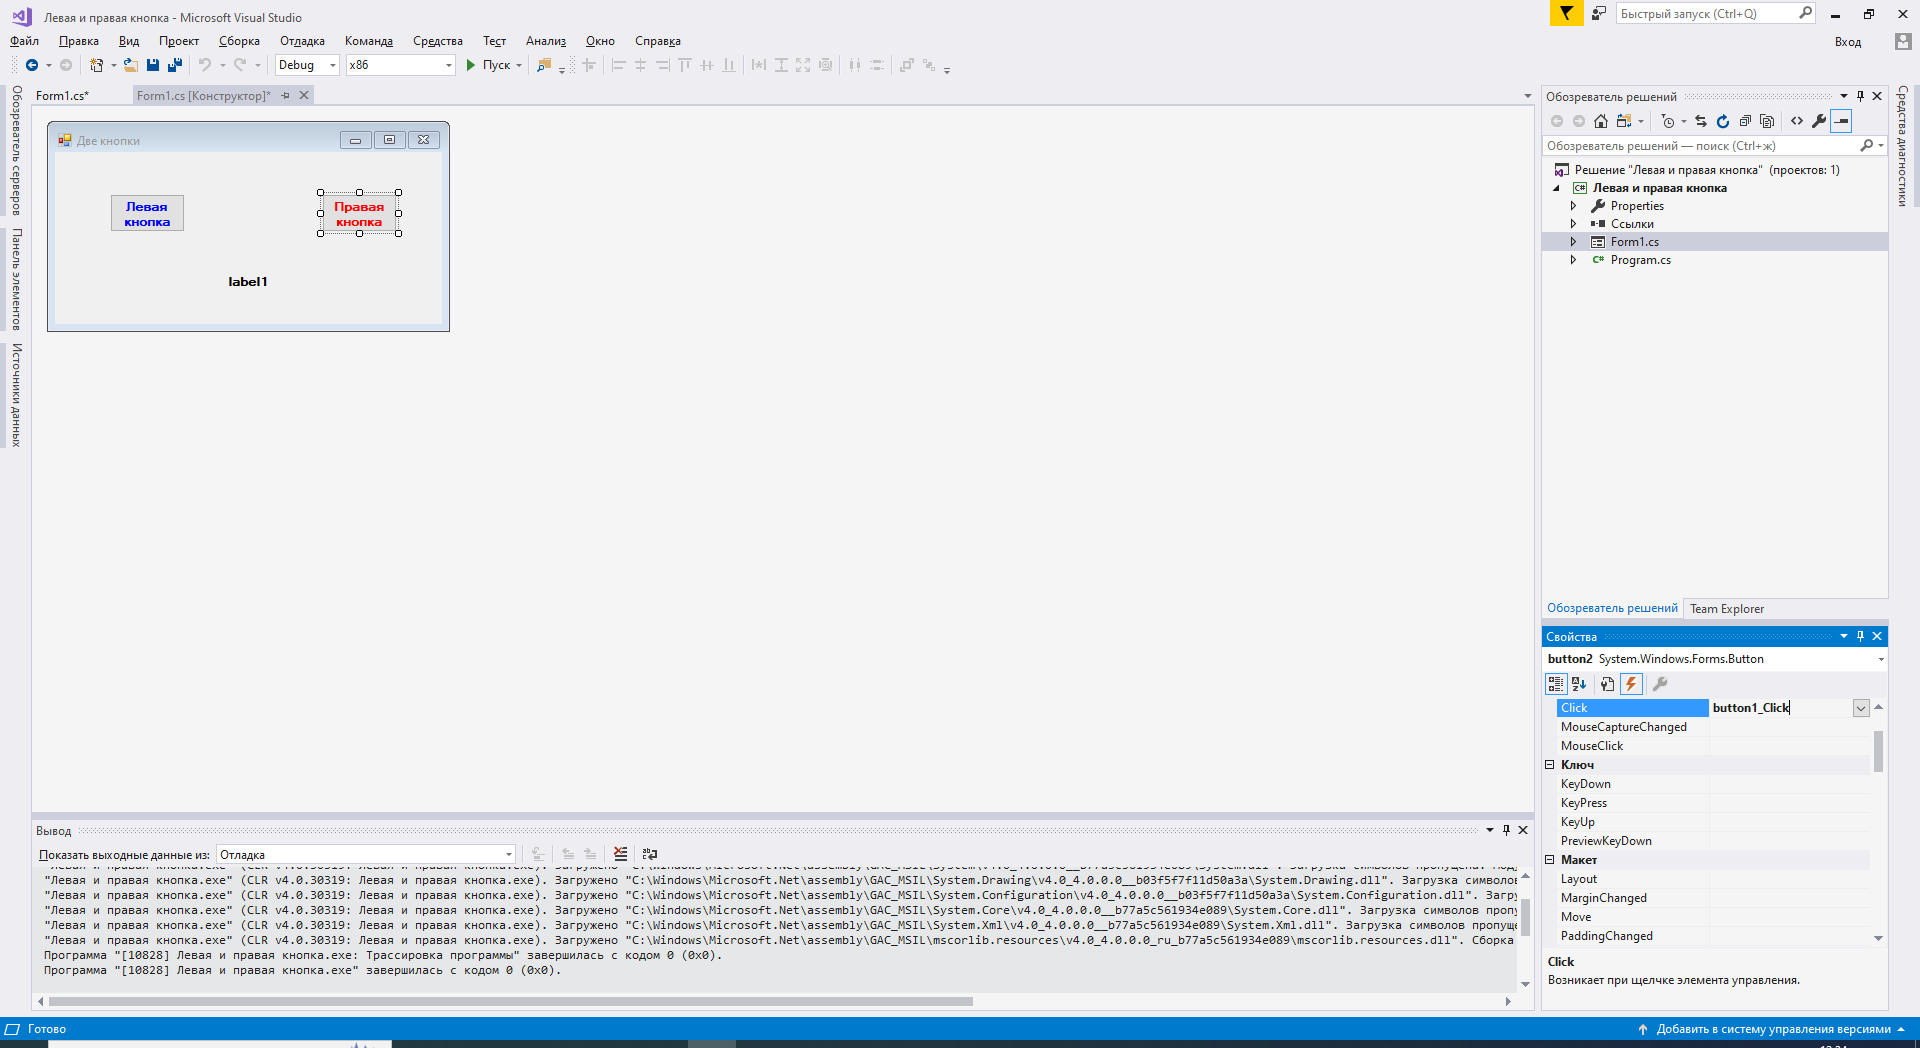 Левая и правая кнопка - Microsoft Visual Studio
Быстрый запуск (Ctrl+Q)
Файл Правка Вид Проект Сборка Отладка Команда Средства Тест Анализ Окно Справка
Вход
Debug x86 Пуск
Обозреватель серверов
Панель элементов
Источники данных
Form1.cs* Form1.cs [Конструктор]*
Две кнопки
Левая
кнопка
Правая
кнопка
label1
Обозреватель решений
Обозреватель решений — поиск (Ctrl+ж)
Решение "Левая и правая кнопка" (проектов: 1)
Левая и правая кнопка
Properties
Ссылки
Form1.cs
C# Program.cs
Средства диагностики
Обозреватель решений Team Explorer
Свойства
button2 System.Windows.Forms.Button
Click button1_Click
MouseCaptureChanged
MouseClick
Ключ
KeyDown
KeyPress
KeyUp
PreviewKeyDown
Макет
Layout
MarginChanged
Move
PaddingChanged
Click
Возникает при щелчке элемента управления.
Вывод
Показать выходные данные из: Отладка
"Левая и правая кнопка.exe" (CLR v4.0.30319: Левая и правая кнопка.exe). Загружено "C:\Windows\Microsoft.Net\assembly\GAC_MSIL\System.Drawing\v4.0_4.0.0.0__b03f5f7f11d50a3a\System.Drawing.dll". Загрузка символов
"Левая и правая кнопка.exe" (CLR v4.0.30319: Левая и правая кнопка.exe). Загружено "C:\Windows\Microsoft.Net\assembly\GAC_MSIL\System.Configuration\v4.0_4.0.0.0__b03f5f7f11d50a3a\System.Configuration.dll". Загру
"Левая и правая кнопка.exe" (CLR v4.0.30319: Левая и правая кнопка.exe). Загружено "C:\Windows\Microsoft.Net\assembly\GAC_MSIL\System.Core\v4.0_4.0.0.0__b77a5c561934e089\System.Core.dll". Загрузка символов пропу
"Левая и правая кнопка.exe" (CLR v4.0.30319: Левая и правая кнопка.exe). Загружено "C:\Windows\Microsoft.Net\assembly\GAC_MSIL\System.Xml\v4.0_4.0.0.0__b77a5c561934e089\System.Xml.dll". Загрузка символов пропуще
"Левая и правая кнопка.exe" (CLR v4.0.30319: Левая и правая кнопка.exe). Загружено "C:\Windows\Microsoft.Net\assembly\GAC_MSIL\mscorlib.resources\v4.0_4.0.0.0_ru_b77a5c561934e089\mscorlib.resources.dll". Сборка
Программа "[10828] Левая и правая кнопка.exe: Трассировка программы" завершилась с кодом 0 (0x0).
Программа "[10828] Левая и правая кнопка.exe" завершилась с кодом 0 (0x0).
Готово
Добавить в систему управления версиями